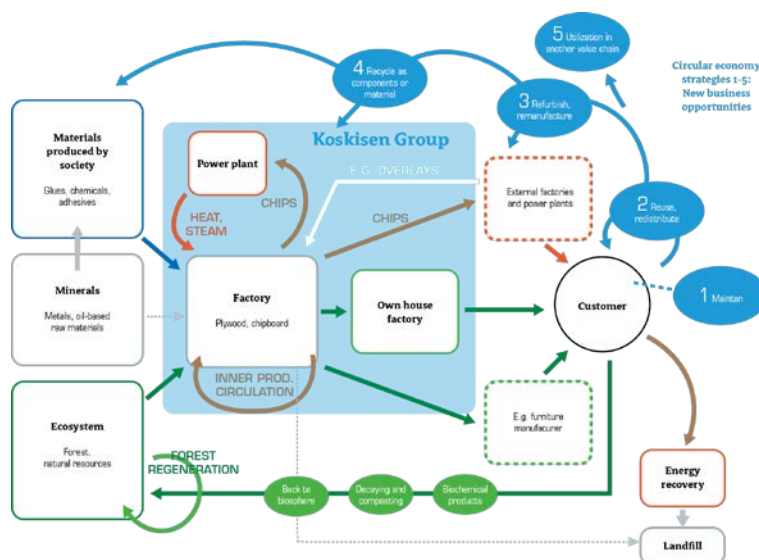 5 Utilization in
another value chain
Circular economy
strategies 1-5:
New business
opportunities
4 Recycle as
components or
material
3 Refurbish,
remanufacture
Koskisen Group
Materials
produced by
society
Glues, chemicals,
adhesives
Power plant
E.G. OVERLAYS
CHIPS
HEAT,
STEAM
CHIPS
External factories
and power plants
2 Reuse,
redistribute
Minerals
Metals, oil-based
raw materials
Factory
Plywood, chipboard
Own house
factory
Customer
1 Maintan
INNER PROD.
CIRCULATION
Ecosystem
Forest,
natural resources
FOREST
REGENERATION
E.g. furniture
manufacurer
Back to
biosphere
Decaying and
composting
Biochemical
products
Energy
recovery
Landfill